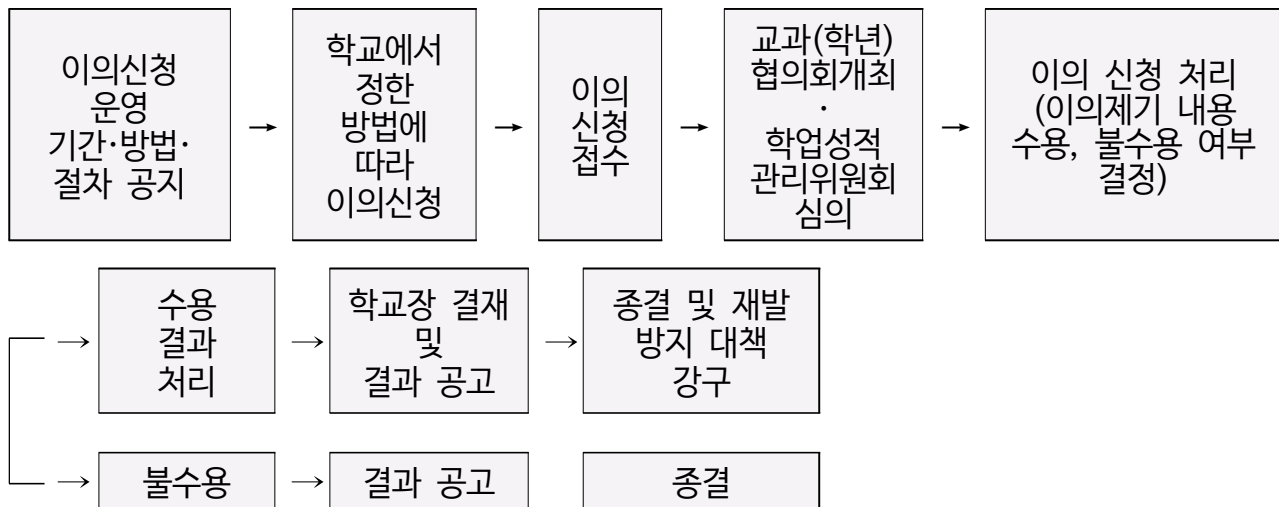 이의신청
운영
기간·방법·
절차 공지
→
학교에서
정한
방법에
따라
이의신청
→
이의
신청
접수
→
교과(학년)
협의회개최
·
학업성적
관리위원회
심의
→
이의 신청 처리
(이의제기 내용
수용, 불수용 여부
결정)
→
수용
결과
처리
→
학교장 결재
및
결과 공고
→
종결 및 재발
방지 대책
강구
→
불수용
→
결과 공고
종결